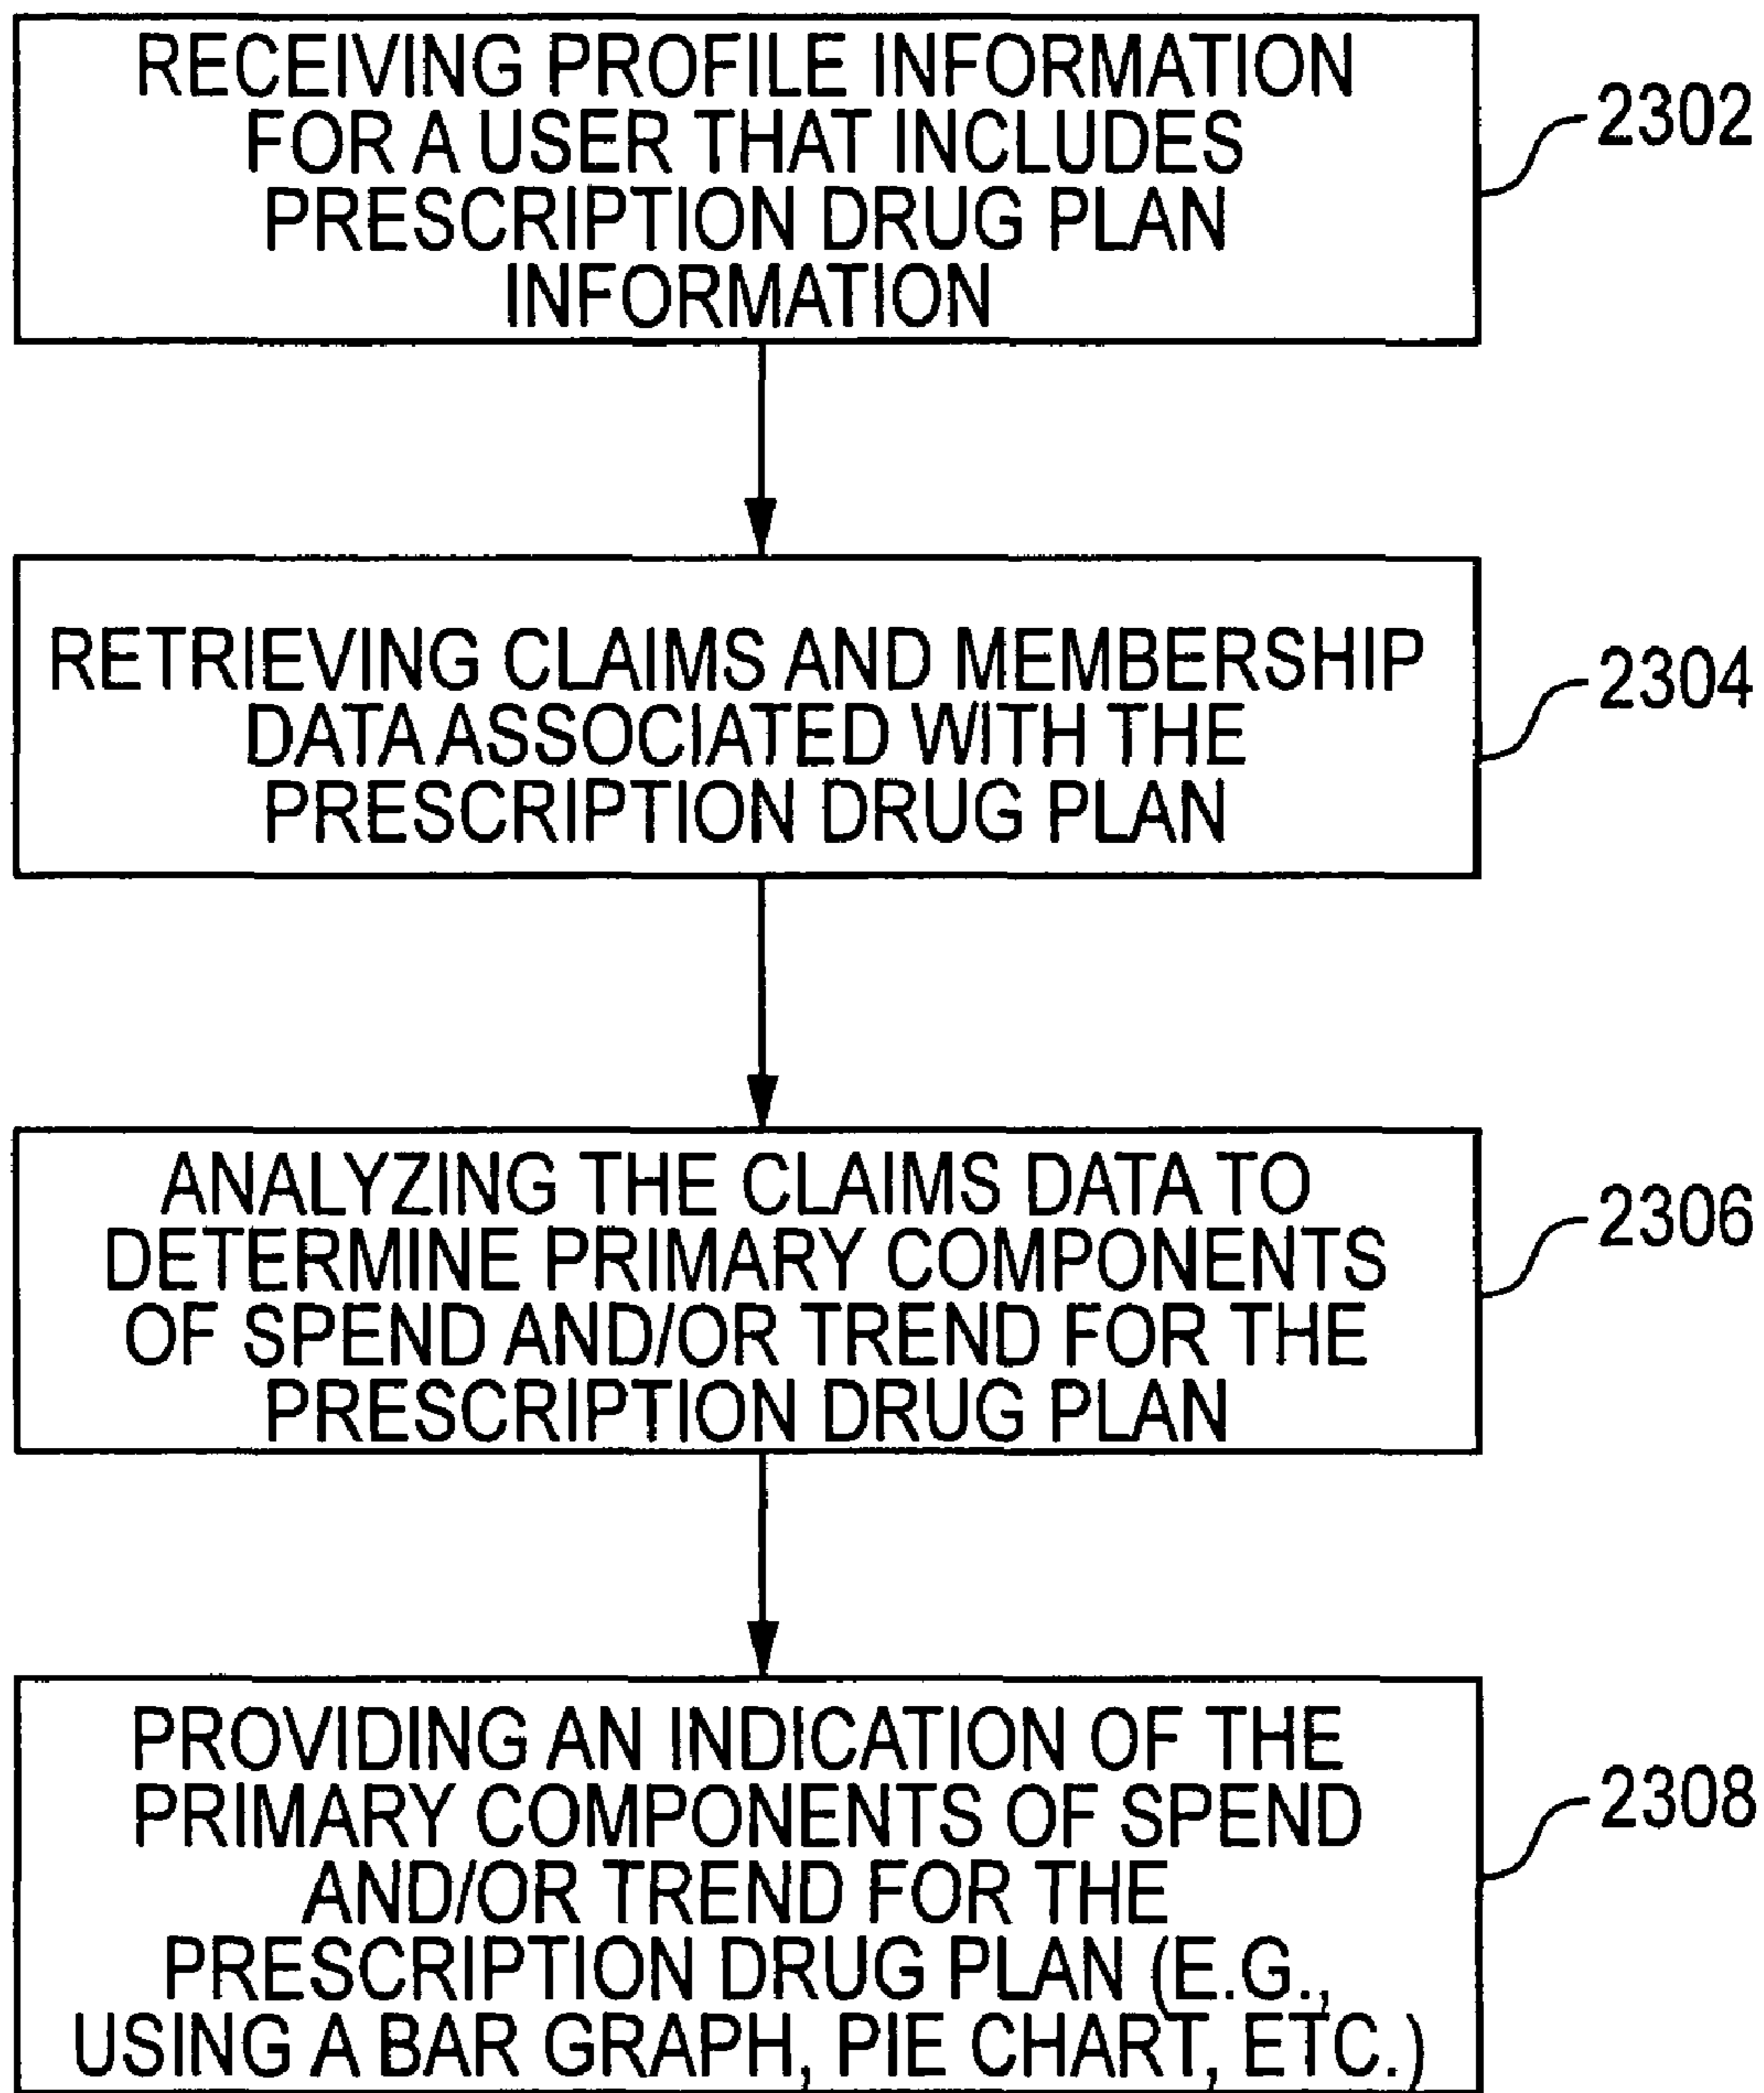 RECEIVING PROFILE INFORMATION
FOR A USER THAT INCLUDES
PRESCRIPTION DRUG PLAN
INFORMATION
2302
RETRIEVING CLAIMS AND MEMBERSHIP
DATA ASSOCIATED WITH THE
PRESCRIPTION DRUG PLAN
2304
ANALYZING THE CLAIMS DATA TO
DETERMINE PRIMARY COMPONENTS
OF SPEND AND/OR TREND FOR THE
PRESCRIPTION DRUG PLAN
2306
PROVIDING AN INDICATION OF THE
PRIMARY COMPONENTS OF SPEND
AND/OR TREND FOR THE
PRESCRIPTION DRUG PLAN (E.G.,
USING A BAR GRAPH, PIE CHART, ETC.)
2308